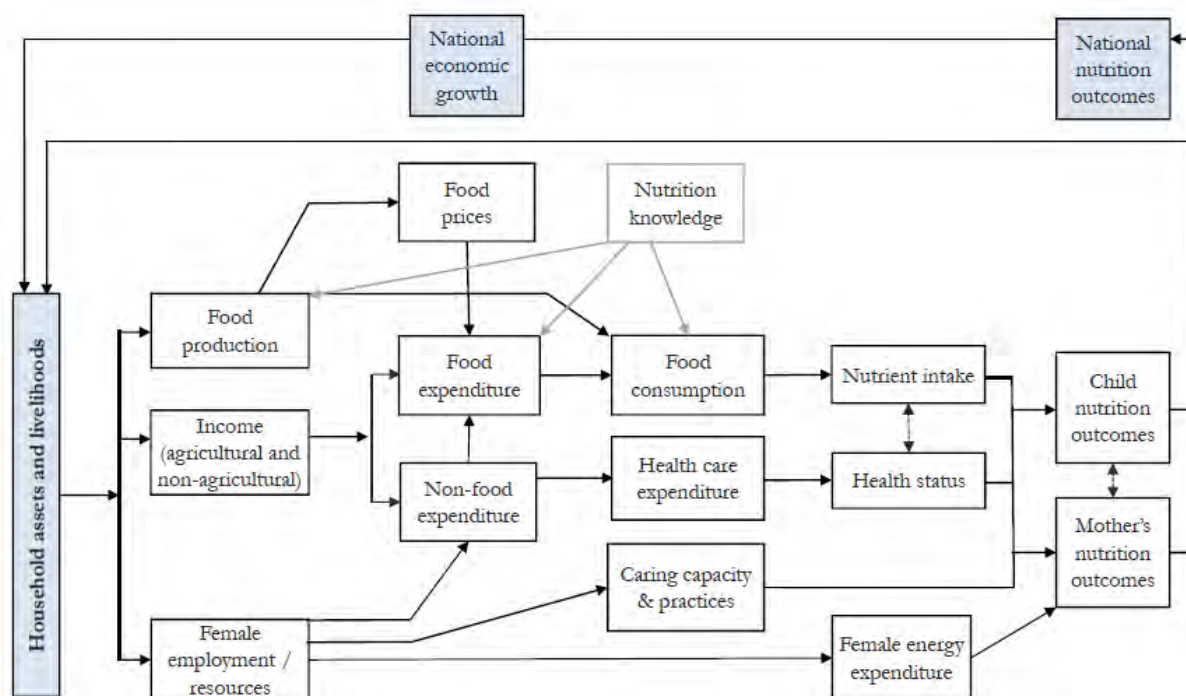 National
economic
growth
National
nutrition
outcomes
Food
prices
Nutrition
knowledge
Household assets and livelihoods
Food
production
Food
expenditure
Food
consumption
Nutrient intake
Child
nutrition
outcomes
Income
(agricultural and
non-agricultural)
Non-food
expenditure
Health care
expenditure
Health status
Mother's
nutrition
outcomes
Caring capacity
& practices
Female
employment /
resources
Female energy
expenditure